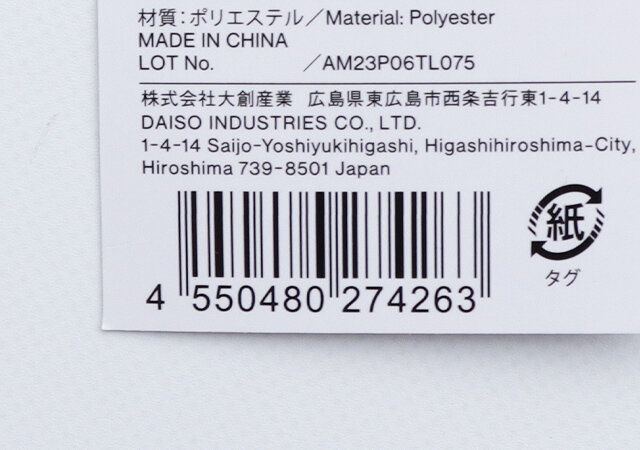 材質：ポリエステル／Material: Polyester
MADE IN CHINA
LOT No. ／AM23P06TL075
株式会社大創産業 広島県東広島市西条吉行東1-4-14
DAISO INDUSTRIES CO., LTD.
1-4-14 Saijo-Yoshiyukihigashi, Higashihiroshima-City,
Hiroshima 739-8501 Japan
紙
タグ
4 550480 274263